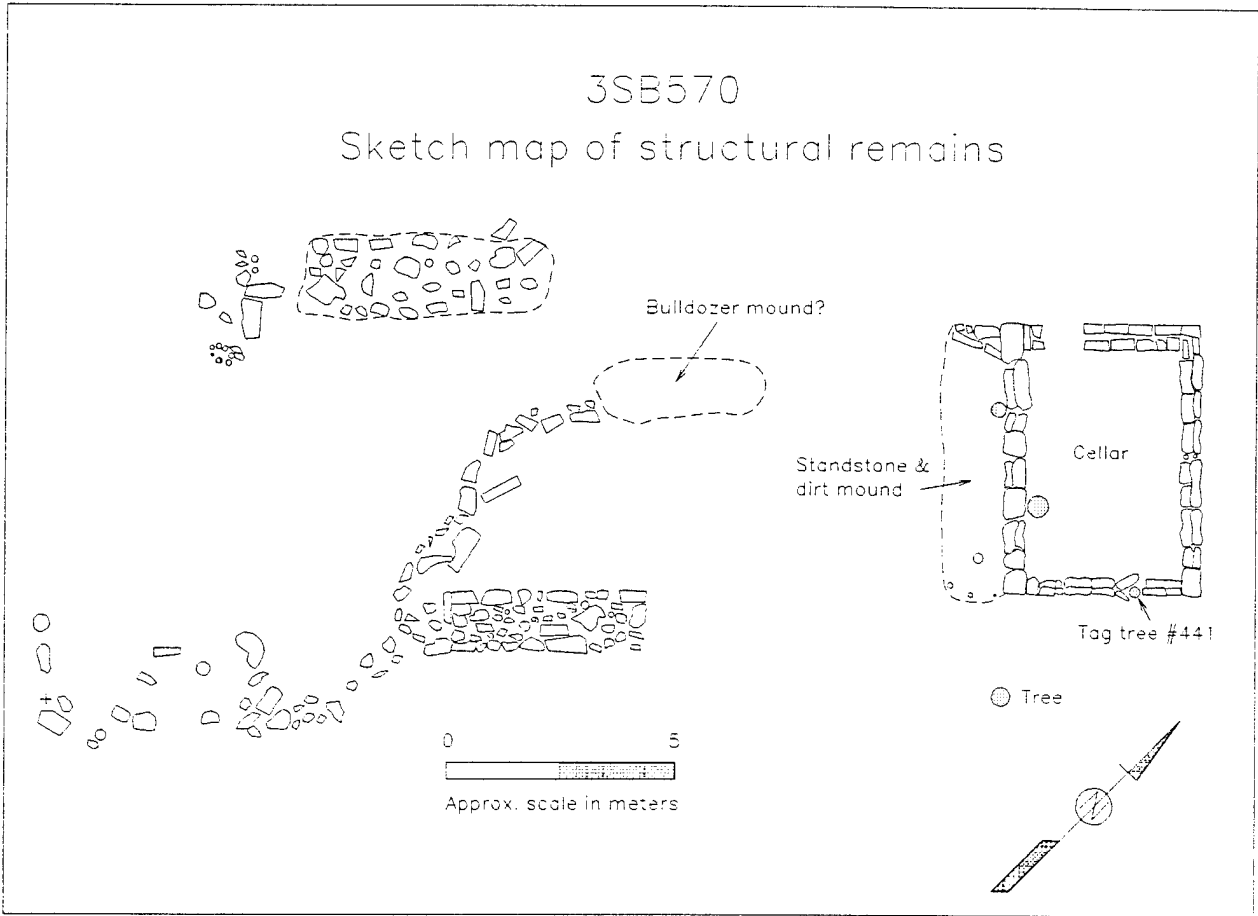 3SB570
Sketch map of structural remains
Bulldozer mound?
Standstone &
dirt mound
Cellar
Tag tree #441
Tree
0 5
Approx. scale in meters
N